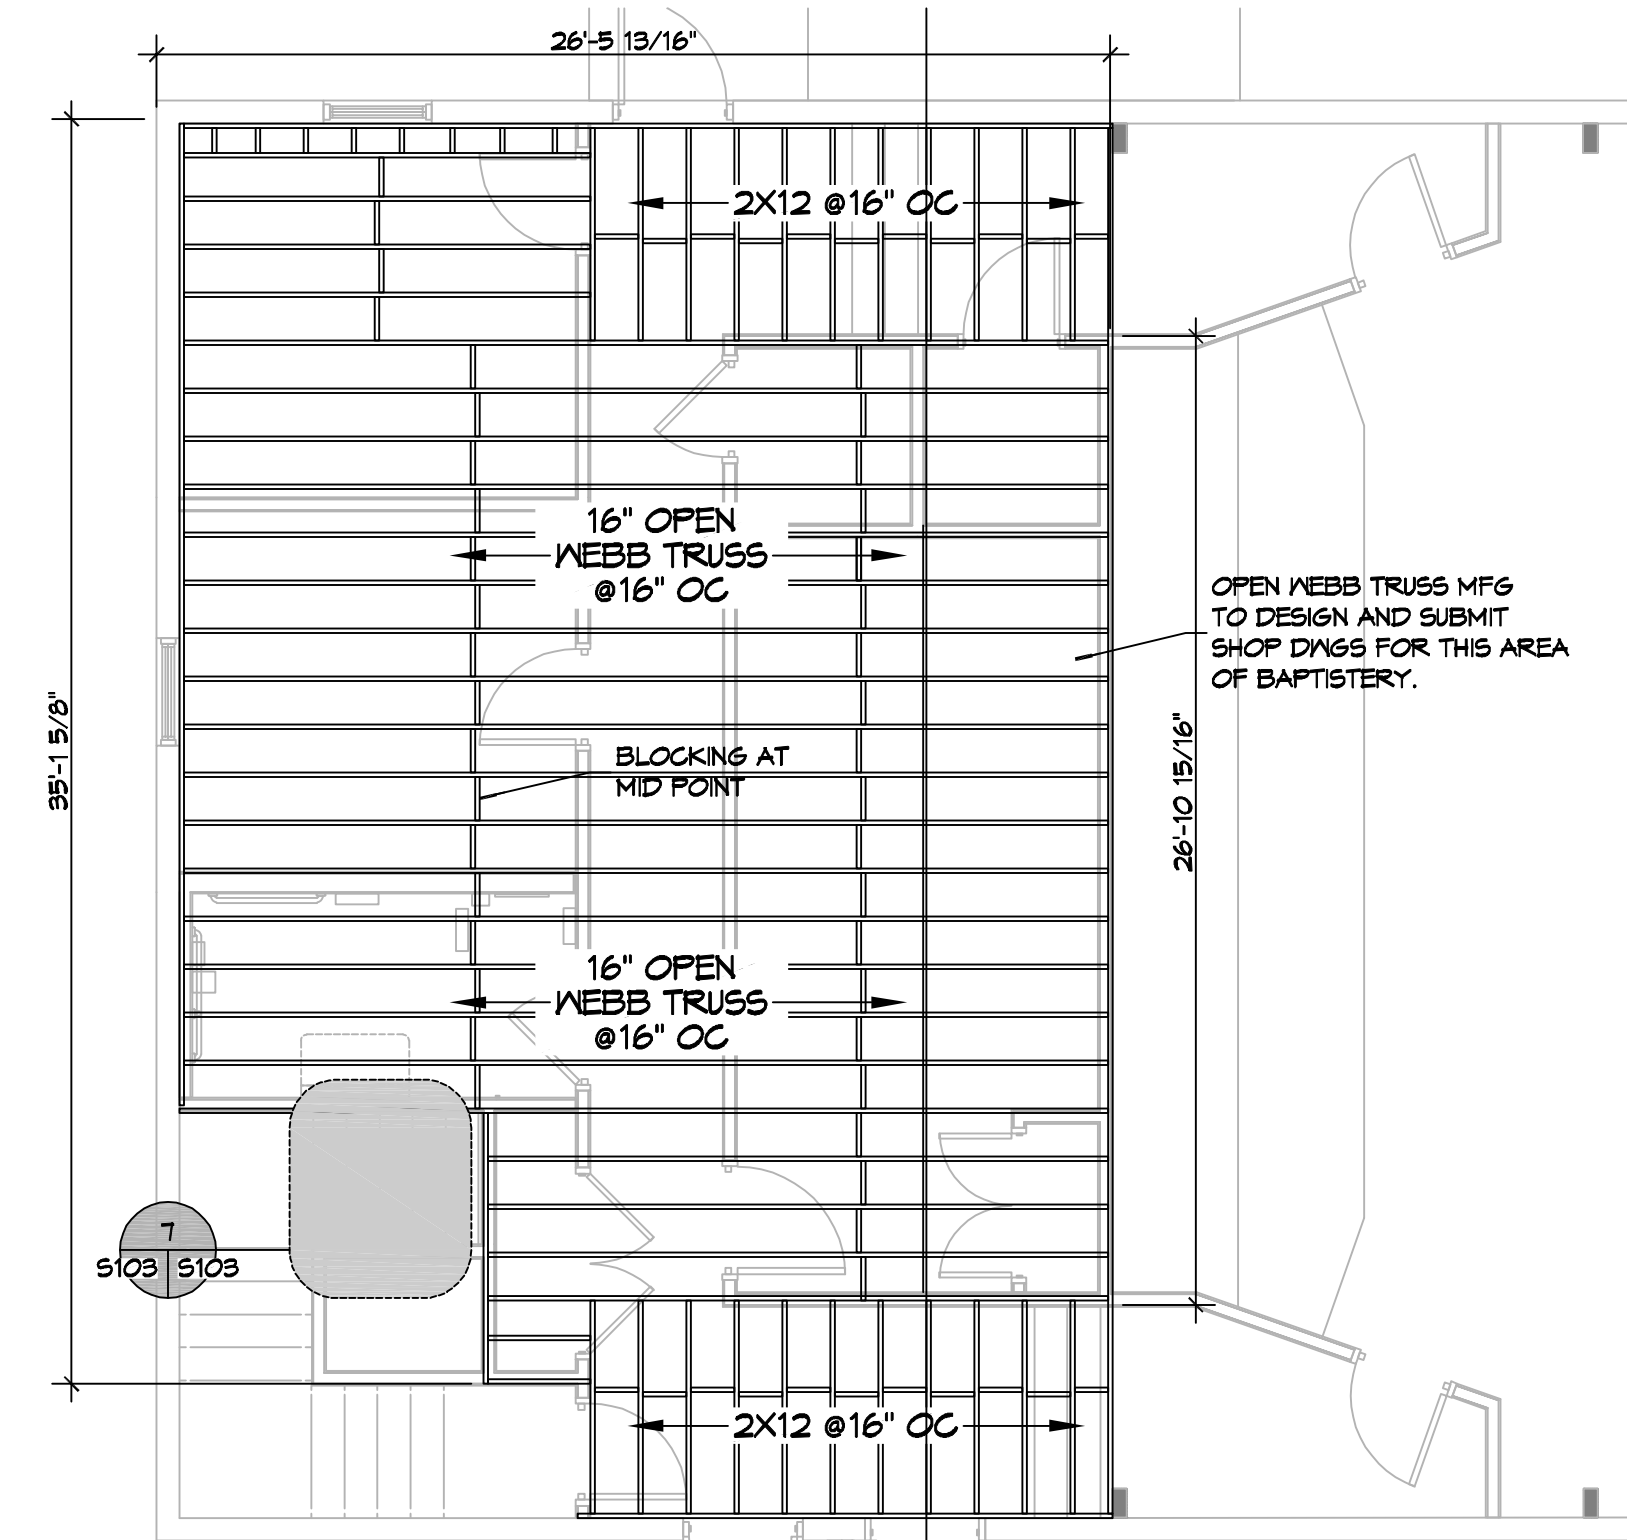 26'-5 13/16"
2X12 @16" OC
16" OPEN
WEBB TRUSS
@16" OC
OPEN WEBB TRUSS MFG
TO DESIGN AND SUBMIT
SHOP DWGS FOR THIS AREA
OF BAPTISTERY.
35'-1 5/8"
26'-10 15/16"
BLOCKING AT
MID POINT
16" OPEN
WEBB TRUSS
@16" OC
7
S103 S103
2X12 @16" OC